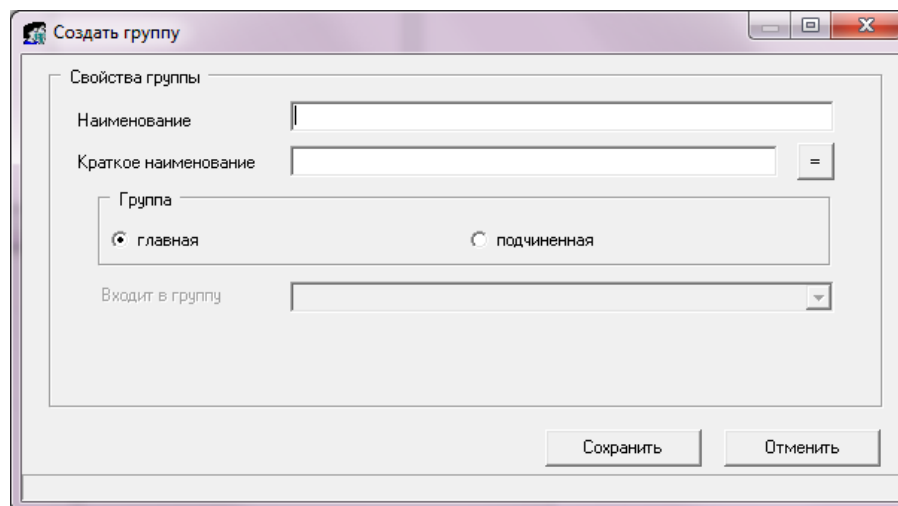 Создать группу
Свойства группы
Наименование
Краткое наименование =
Группа
главная подчиненная
Входит в группу
Сохранить Отменить